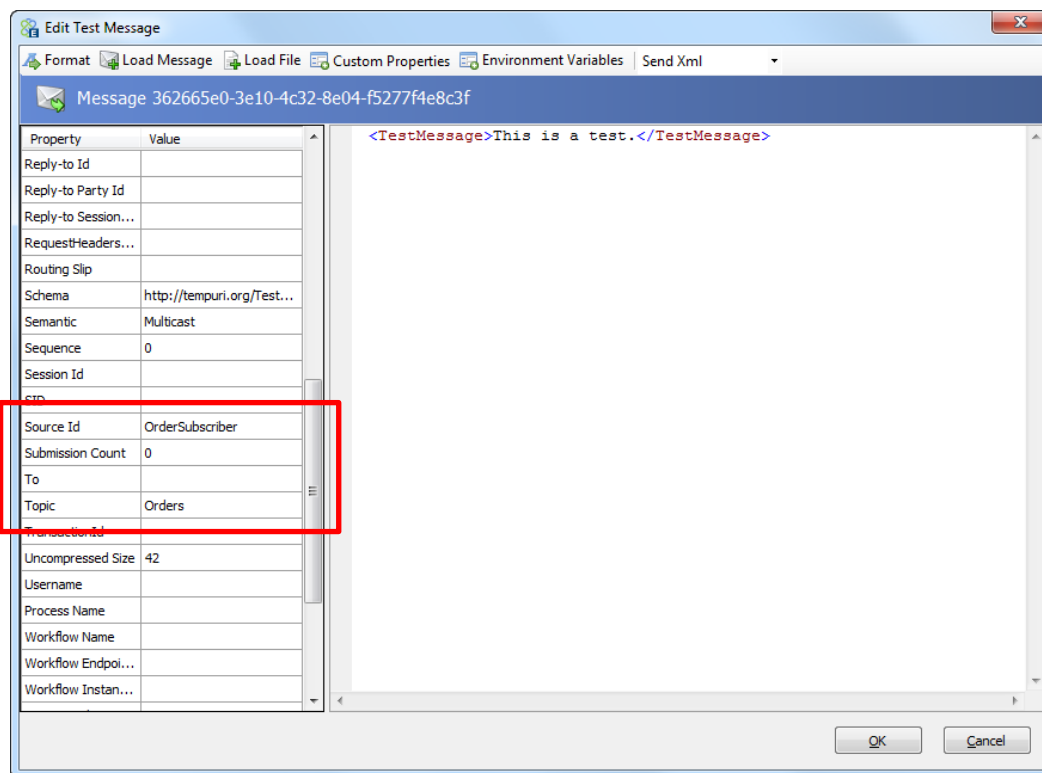 Edit Test Message
Format Load Message Load File Custom Properties Environment Variables Send Xml
Message 362665e0-3e10-4c32-8e04-f5277f4e8c3f
Property Value
<TestMessage>This is a test.</TestMessage>
Reply-to Id
Reply-to Party Id
Reply-to Session...
RequestHeaders...
Routing Slip
Schema http://tempuri.org/Test...
Semantic Multicast
Sequence 0
Session Id
SID
Source Id OrderSubscriber
Submission Count 0
To
Topic Orders
TransactionId
Uncompressed Size 42
Username
Process Name
Workflow Name
Workflow Endpoi...
Workflow Instan...
OK Cancel